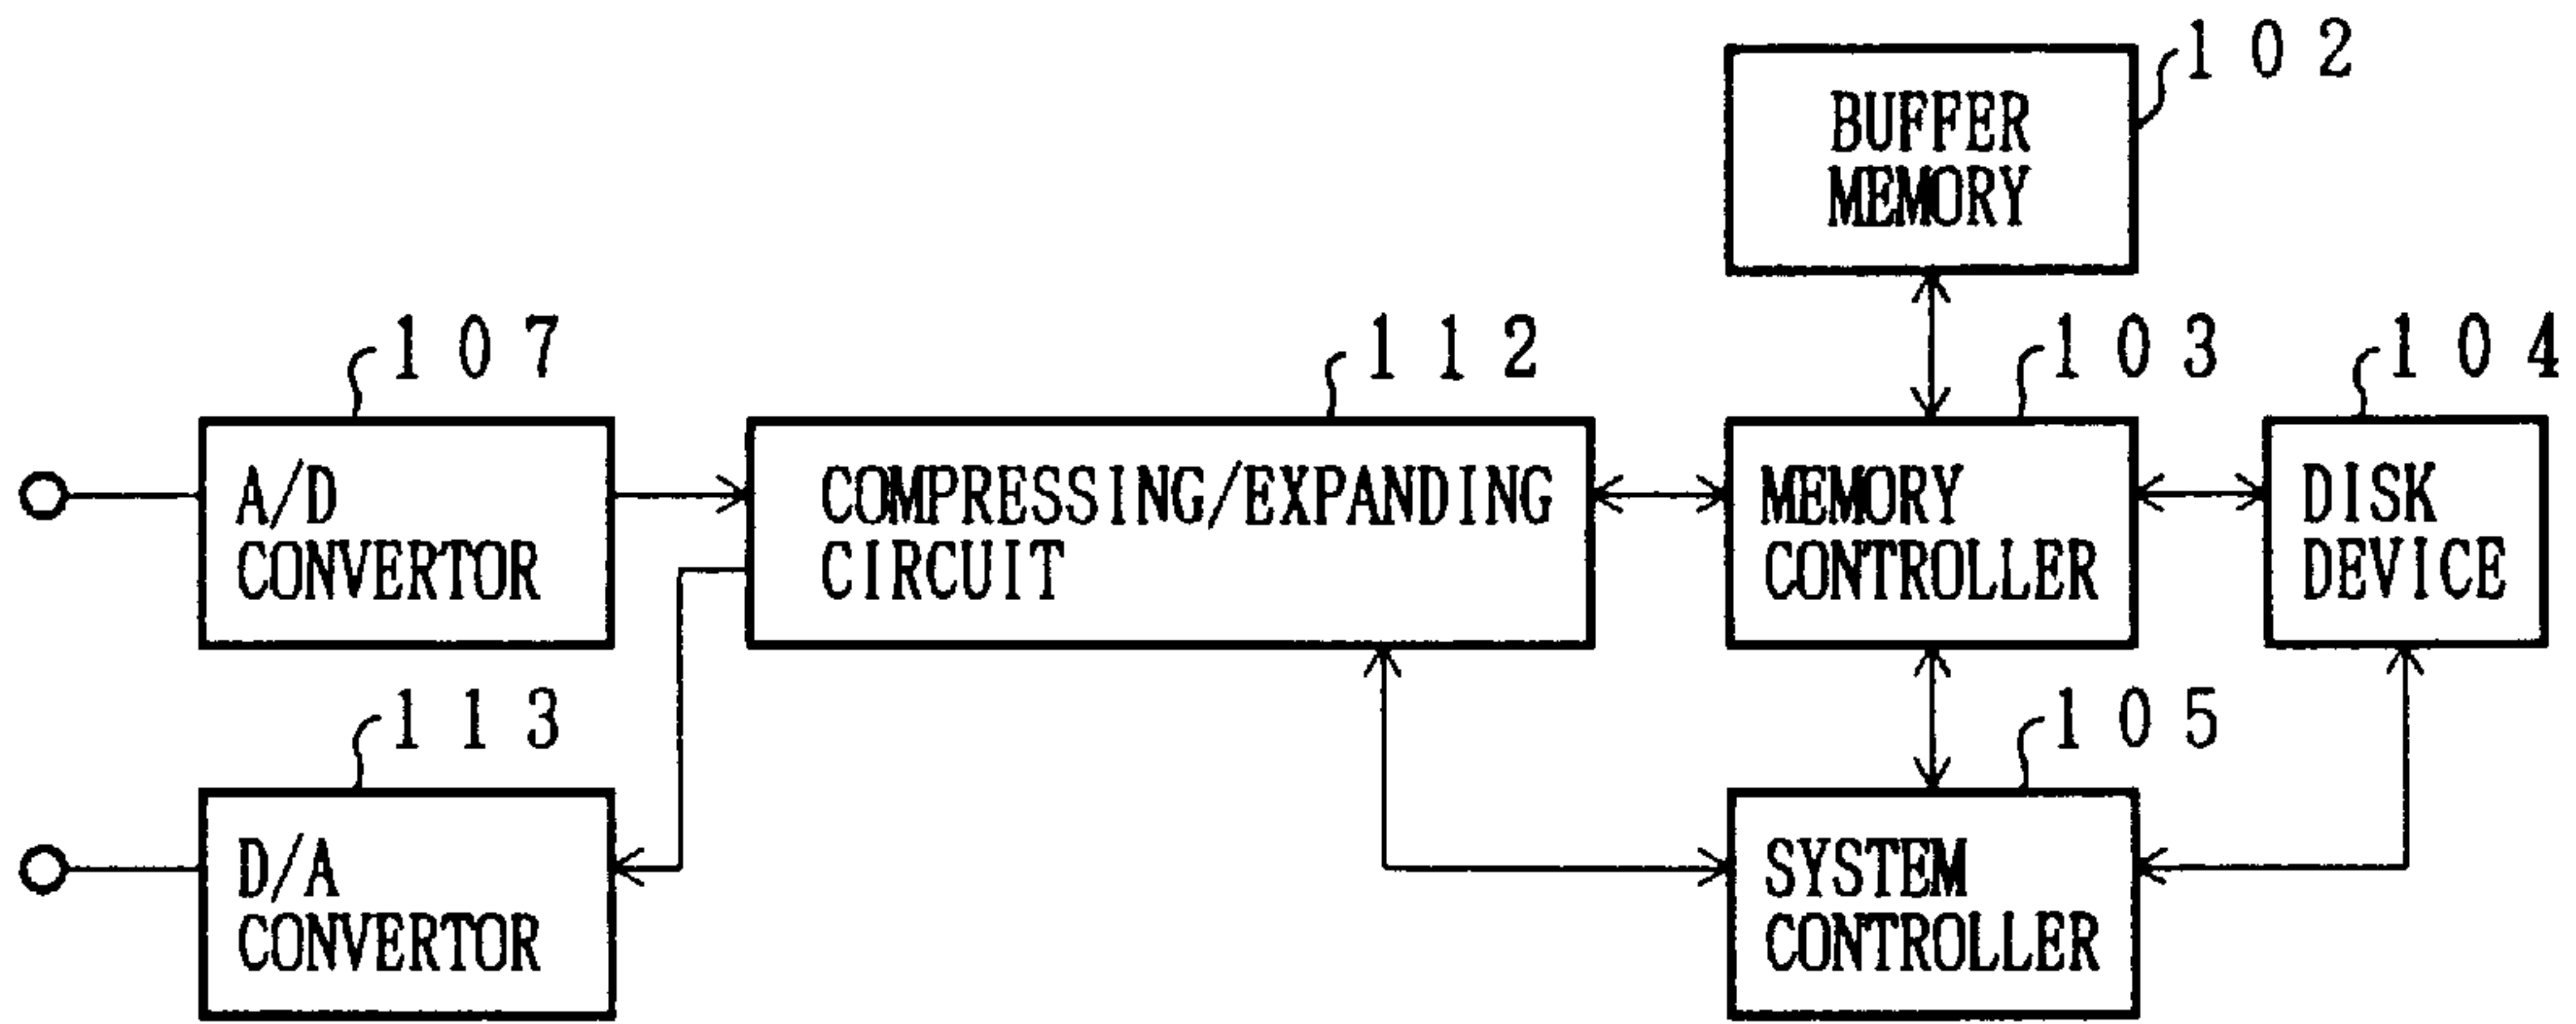 102
BUFFER
MEMORY
107
112
103
104
A/D
CONVERTOR
COMPRESSING/EXPANDING
CIRCUIT
MEMORY
CONTROLLER
DISK
DEVICE
113
105
D/A
CONVERTOR
SYSTEM
CONTROLLER